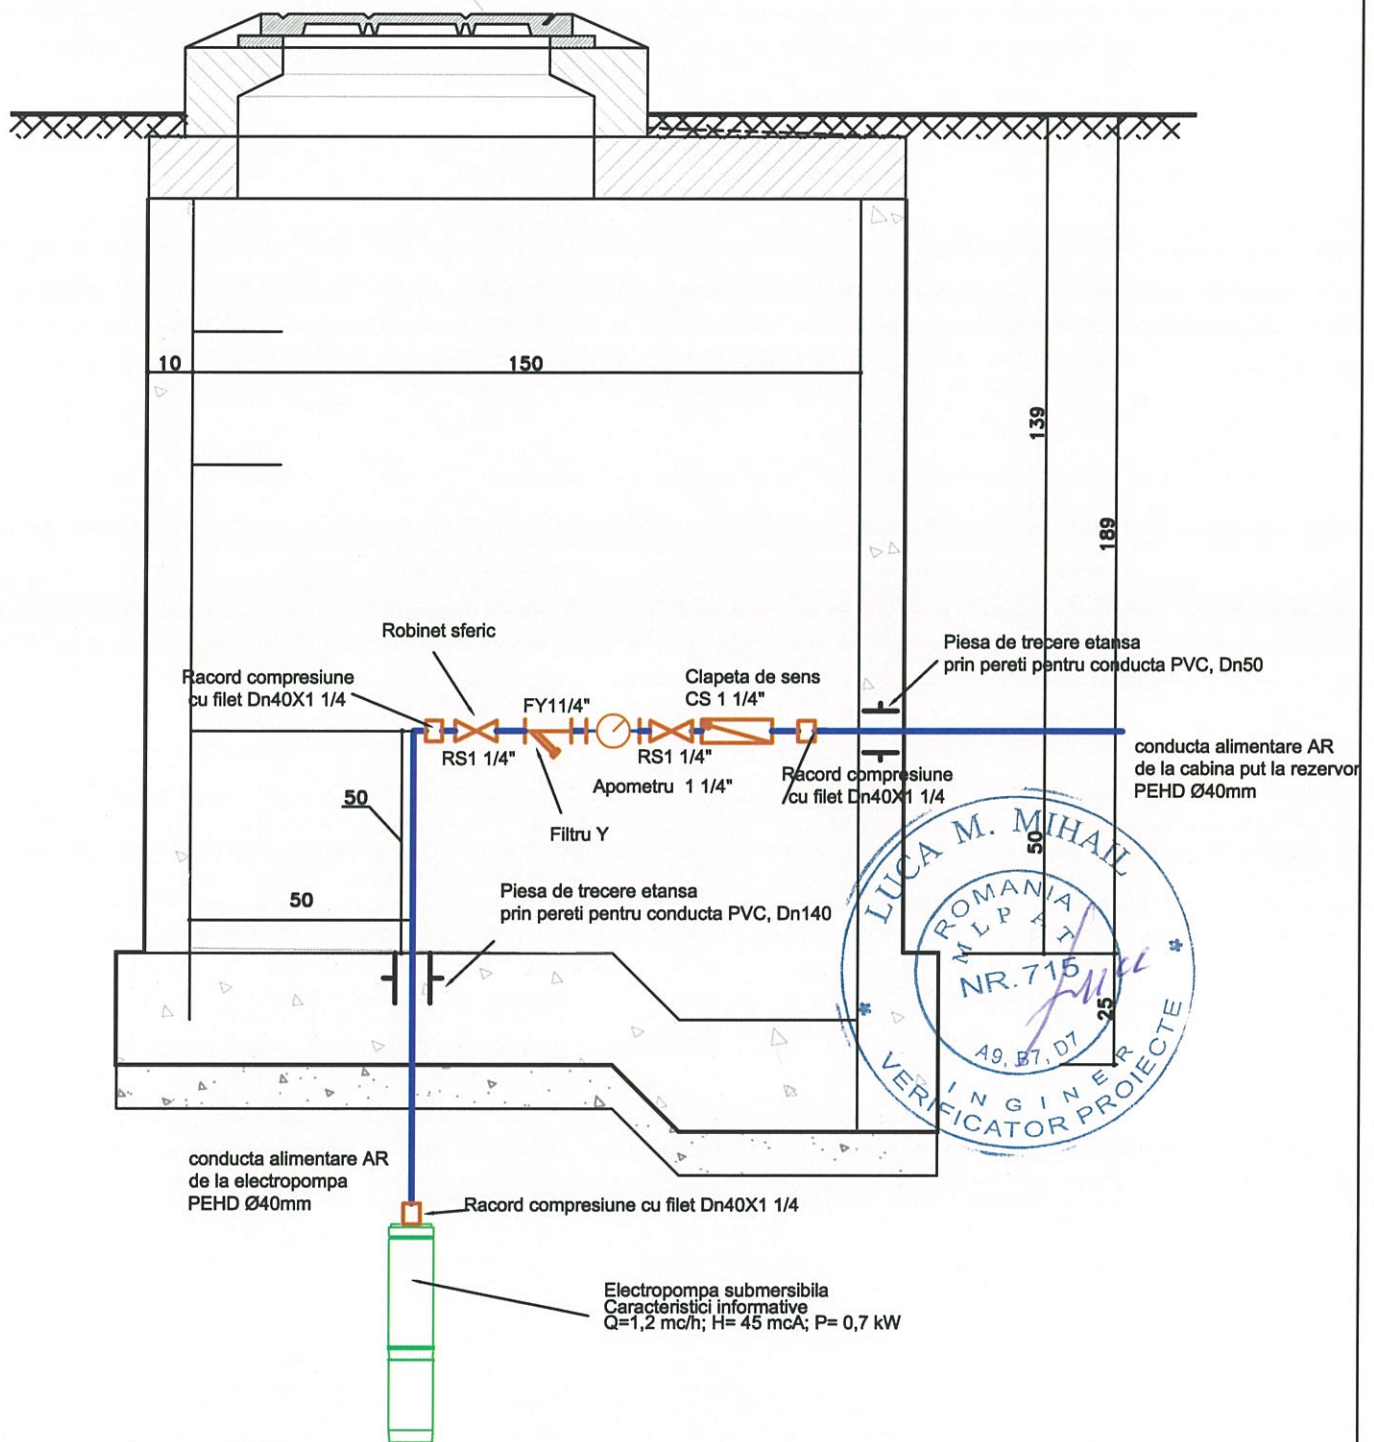 10
150
139
189
Robinet sferic
Piesa de trecere etansa
prin pereti pentru conducta PVC, Dn50
Racord compresiune
cu filet Dn40X1 1/4
FY11/4"
Clapeta de sens
CS 1 1/4"
RS1 1/4"
RS1 1/4"
Apometru 1 1/4"
Racord compresiune
cu filet Dn40X1 1/4
conducta alimentare AR
de la cabina put la rezervor
PEHD Ø40mm
50
Filtru Y
50
50
Piesa de trecere etansa
prin pereti pentru conducta PVC, Dn140
LUCA M. MIHAIL
ROMANIA
MLPAT
NR. 715
A9, B7, D7
INGINER
VERIFICATOR PROIECTE
25
conducta alimentare AR
de la electropompa
PEHD Ø40mm
Racord compresiune cu filet Dn40X1 1/4
Electropompa submersibila
Caracteristici informative
Q=1,2 mc/h; H= 45 mcA; P= 0,7 kW